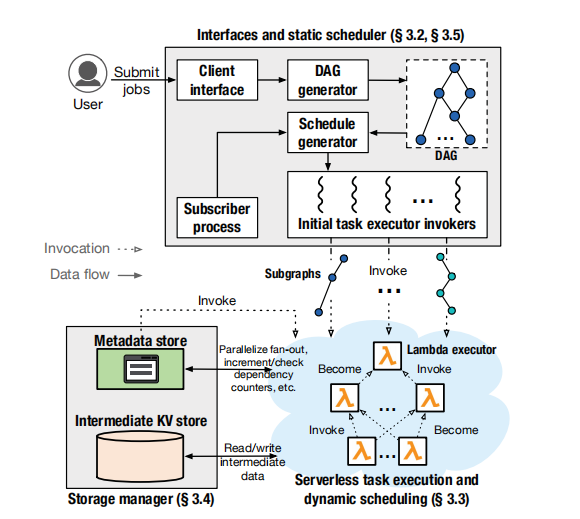 Interfaces and static scheduler (§ 3.2, § 3.5)
Submit
jobs
User
Client
interface
DAG
generator
...
DAG
Schedule
generator
Subscriber
process
...
Initial task executor invokers
Invocation
Data flow
Subgraphs
Invoke
...
Invoke
Metadata store
Parallelize fan-out,
increment/check
dependency
counters, etc.
Lambda executor
λ
Become
Invoke
λ
...
λ
Intermediate KV store
Invoke
Become
λ
...
λ
Read/write
intermediate
data
Storage manager (§ 3.4)
Serverless task execution and
dynamic scheduling (§ 3.3)